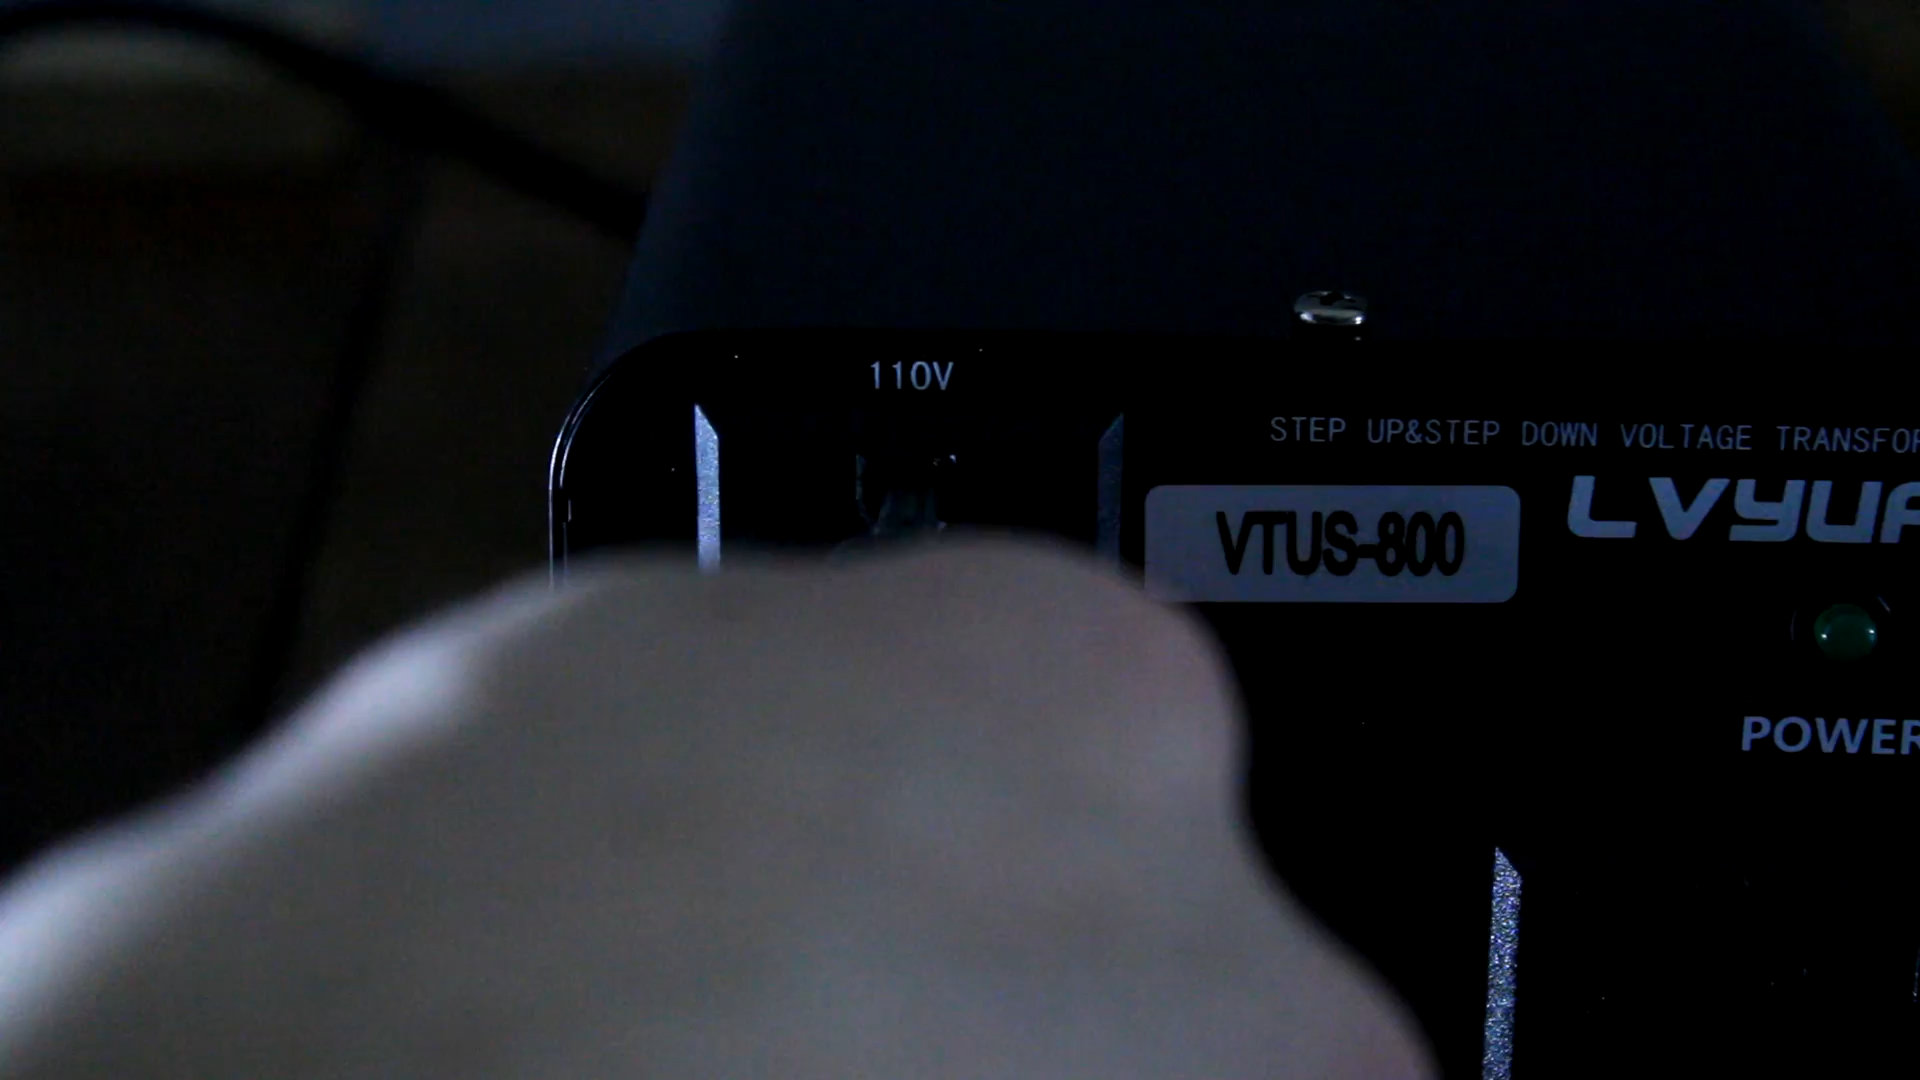 110V
STEP UP&STEP DOWN VOLTAGE
VTUS-800
POWER